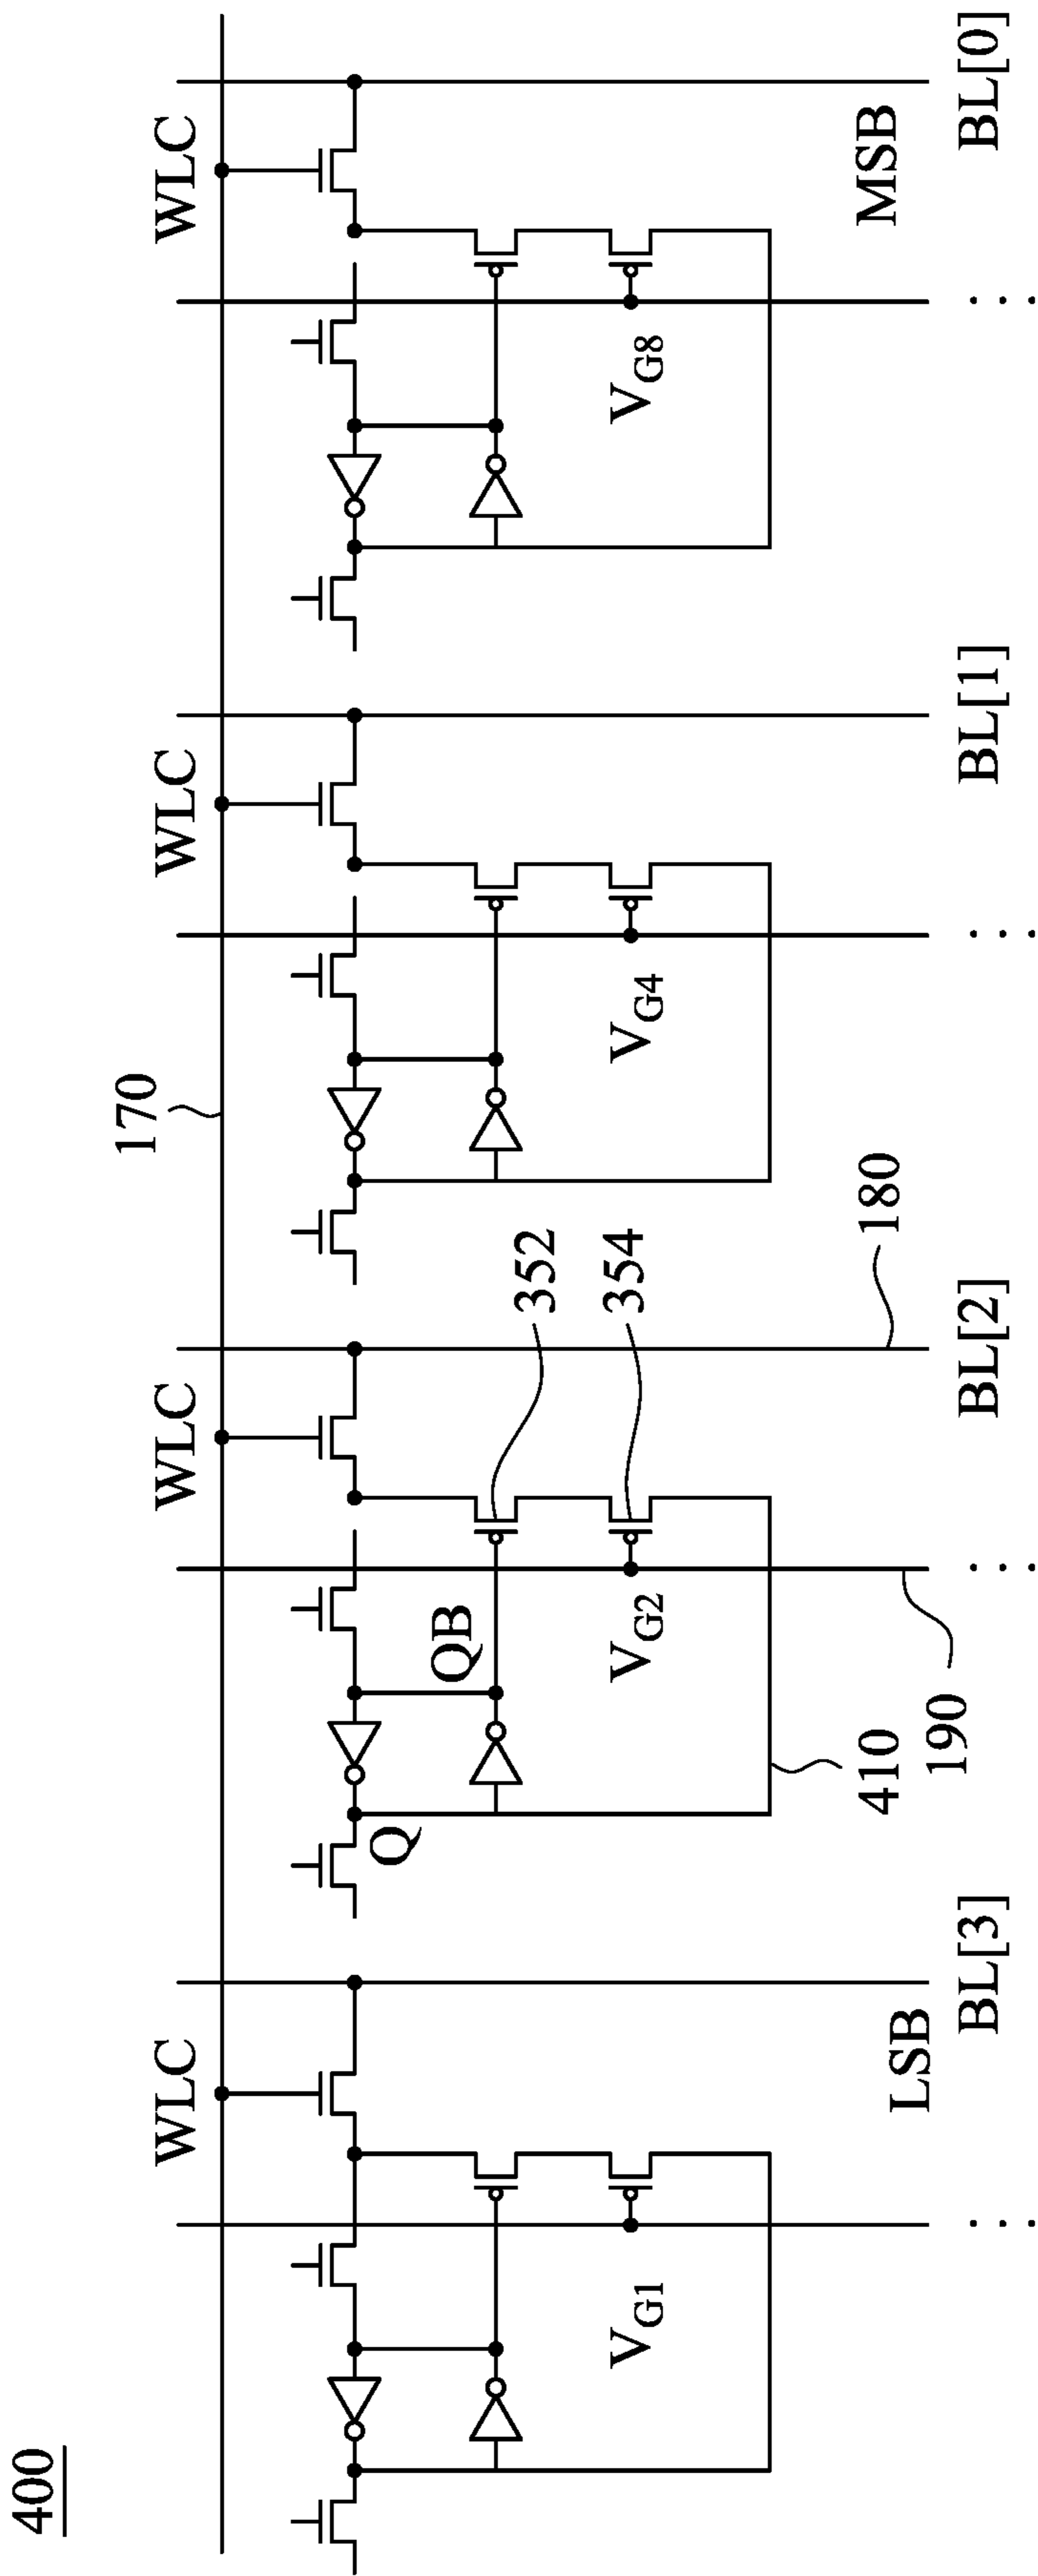 400
170
WLC WLC WLC WLC
Q QB
352
354
V_G1 V_G2 V_G4 V_G8
410
190
180
LSB MSB
BL[3] BL[2] BL[1] BL[0]